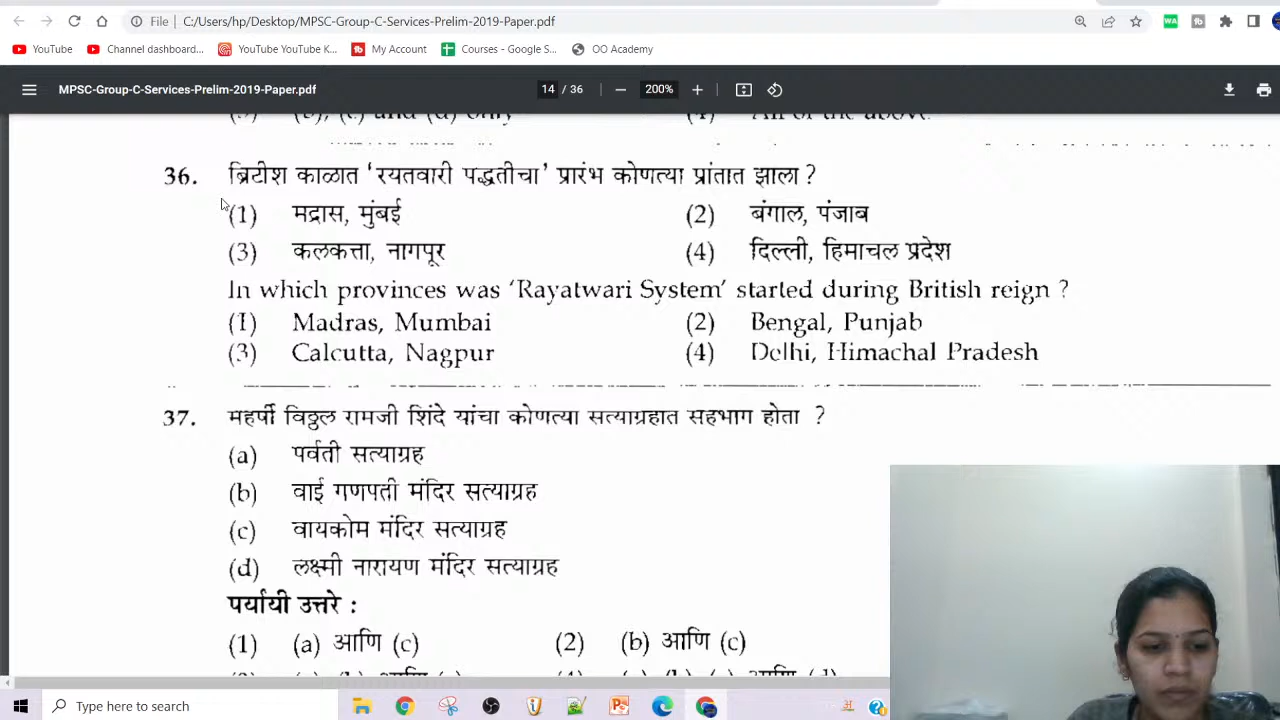 File | C:/Users/hp/Desktop/MPSC-Group-C-Services-Prelim-2019-Paper.pdf
YouTube Channel dashboard... YouTube YouTube K... My Account Courses - Google S... OO Academy
MPSC-Group-C-Services-Prelim-2019-Paper.pdf 14 / 36 200%
36. ब्रिटीश काळात ‘रयतवारी पद्धतीचा’ प्रारंभ कोणत्या प्रांतात झाला ?
(1) मद्रास, मुंबई (2) बंगाल, पंजाब
(3) कलकत्ता, नागपूर (4) दिल्ली, हिमाचल प्रदेश
In which provinces was ‘Rayatwari System’ started during British reign ?
(1) Madras, Mumbai (2) Bengal, Punjab
(3) Calcutta, Nagpur (4) Delhi, Himachal Pradesh
37. महर्षी विठ्ठल रामजी शिंदे यांचा कोणत्या सत्याग्रहात सहभाग होता ?
(a) पर्वती सत्याग्रह
(b) वाई गणपती मंदिर सत्याग्रह
(c) वायकोम मंदिर सत्याग्रह
(d) लक्ष्मी नारायण मंदिर सत्याग्रह
पर्यायी उत्तरे :
(1) (a) आणि (c) (2) (b) आणि (c)
Type here to search